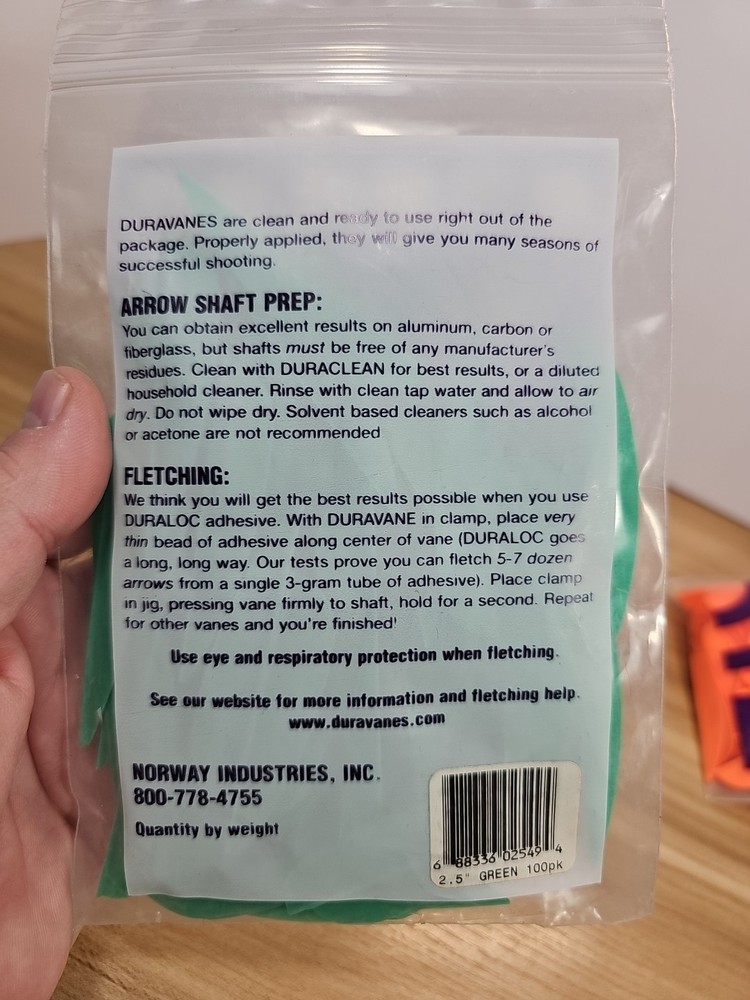 DURAVANES are clean and ready to use right out of the
package. Properly applied, they will give you many seasons of
successful shooting.
ARROW SHAFT PREP:
You can obtain excellent results on aluminum, carbon or
fiberglass, but shafts must be free of any manufacturer's
residues. Clean with DURACLEAN for best results, or a diluted
household cleaner. Rinse with clean tap water and allow to air
dry. Do not wipe dry. Solvent based cleaners such as alcohol
or acetone are not recommended
FLETCHING:
We think you will get the best results possible when you use
DURALOC adhesive. With DURAVANE in clamp, place very
thin bead of adhesive along center of vane (DURALOC goes
a long, long way. Our tests prove you can fletch 5-7 dozen
arrows from a single 3-gram tube of adhesive). Place clamp
in jig, pressing vane firmly to shaft, hold for a second. Repeat
for other vanes and you're finished!
Use eye and respiratory protection when fletching.
See our website for more information and fletching help.
www.duravanes.com
NORWAY INDUSTRIES, INC.
800-778-4755
Quantity by weight
6 88336 02549 4
2.5" GREEN 100pk